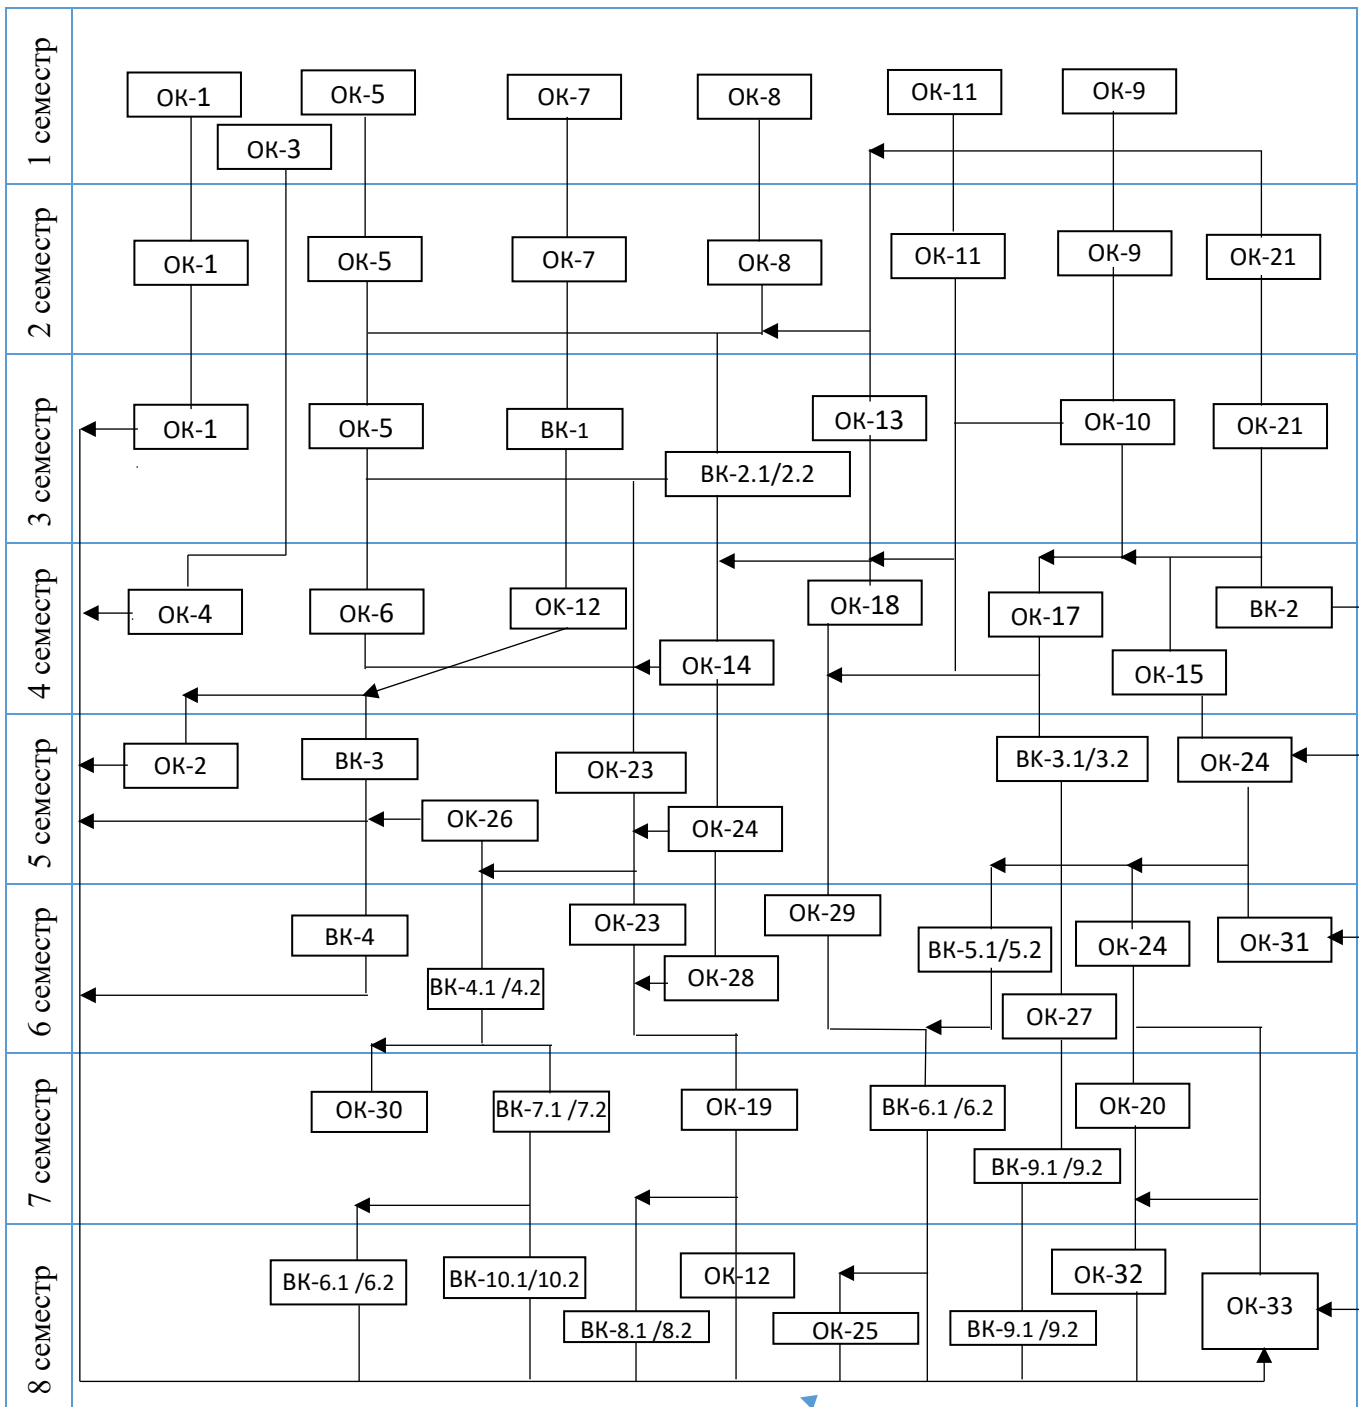 1 семестр
ОК-1
ОК-5
ОК-7
ОК-8
ОК-11
ОК-9
ОК-3
2 семестр
ОК-1
ОК-5
ОК-7
ОК-8
ОК-11
ОК-9
ОК-21
3 семестр
ОК-1
ОК-5
ВК-1
ОК-13
ОК-10
ОК-21
ВК-2.1/2.2
4 семестр
ОК-4
ОК-6
ОК-12
ОК-18
ОК-17
ВК-2
ОК-14
ОК-15
5 семестр
ОК-2
ВК-3
ОК-23
ВК-3.1/3.2
ОК-24
ОК-26
ОК-24
6 семестр
ВК-4
ОК-23
ОК-29
ВК-5.1/5.2
ОК-24
ОК-31
ВК-4.1 /4.2
ОК-28
ОК-27
7 семестр
ОК-30
ВК-7.1 /7.2
ОК-19
ВК-6.1 /6.2
ОК-20
ВК-9.1 /9.2
8 семестр
ВК-6.1 /6.2
ВК-10.1/10.2
ОК-12
ОК-32
ОК-33
ВК-8.1 /8.2
ОК-25
ВК-9.1 /9.2